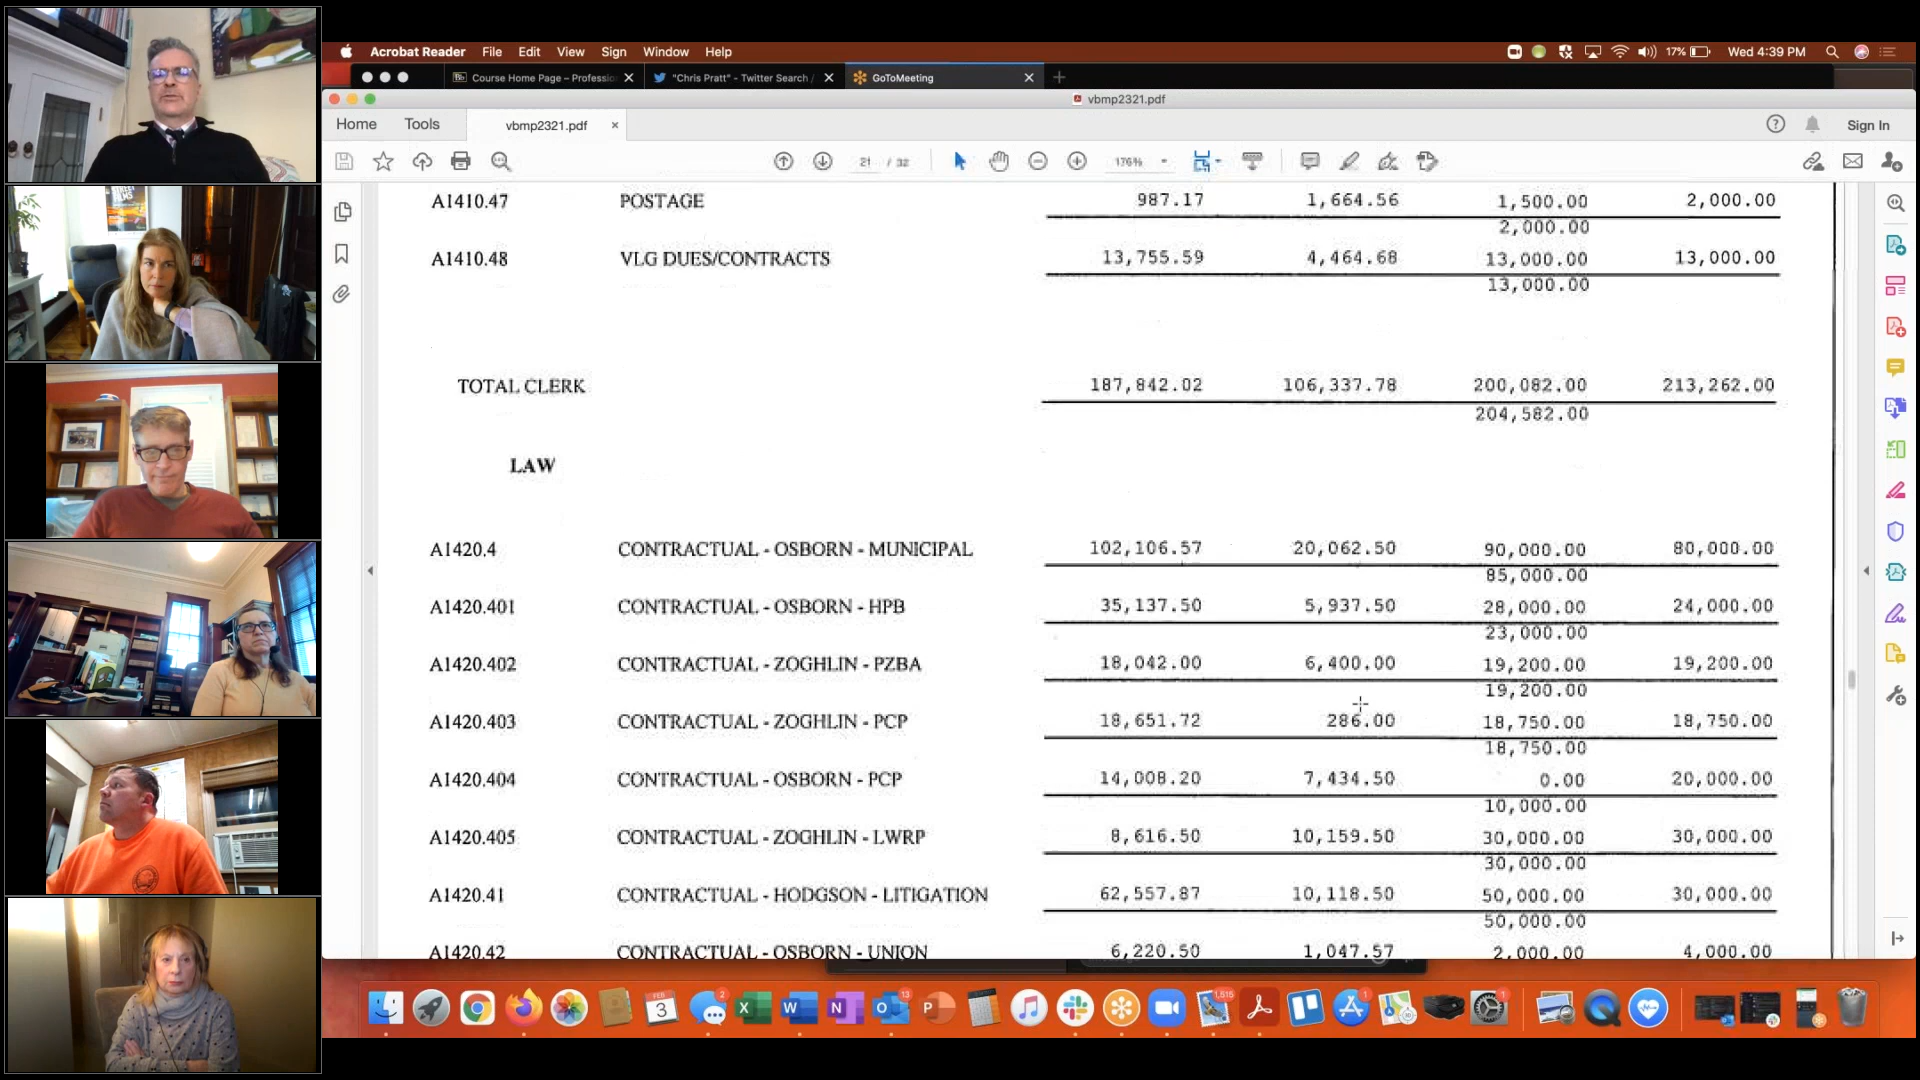 Acrobat Reader File Edit View Sign Window Help 17% Wed 4:39 PM
Course Home Page – Professio "Chris Pratt" - Twitter Search / GoToMeeting
vbmp2321.pdf
Home Tools vbmp2321.pdf Sign In
21 / 32 176%
A1410.47 POSTAGE 987.17 1,664.56 1,500.00 2,000.00
2,000.00
A1410.48 VLG DUES/CONTRACTS 13,755.59 4,464.68 13,000.00 13,000.00
13,000.00
TOTAL CLERK 187,842.02 106,337.78 200,082.00 213,262.00
204,582.00
LAW
A1420.4 CONTRACTUAL - OSBORN - MUNICIPAL 102,106.57 20,062.50 90,000.00 80,000.00
85,000.00
A1420.401 CONTRACTUAL - OSBORN - HPB 35,137.50 5,937.50 28,000.00 24,000.00
23,000.00
A1420.402 CONTRACTUAL - ZOGHLIN - PZBA 18,042.00 6,400.00 19,200.00 19,200.00
19,200.00
A1420.403 CONTRACTUAL - ZOGHLIN - PCP 18,651.72 286.00 18,750.00 18,750.00
18,750.00
A1420.404 CONTRACTUAL - OSBORN - PCP 14,008.20 7,434.50 0.00 20,000.00
10,000.00
A1420.405 CONTRACTUAL - ZOGHLIN - LWRP 8,616.50 10,159.50 30,000.00 30,000.00
30,000.00
A1420.41 CONTRACTUAL - HODGSON - LITIGATION 62,557.87 10,118.50 50,000.00 30,000.00
50,000.00
A1420.42 CONTRACTUAL - OSBORN - UNION 6,220.50 1,047.57 2,000.00 4,000.00
FEB 3 2 13 1,515 1 1